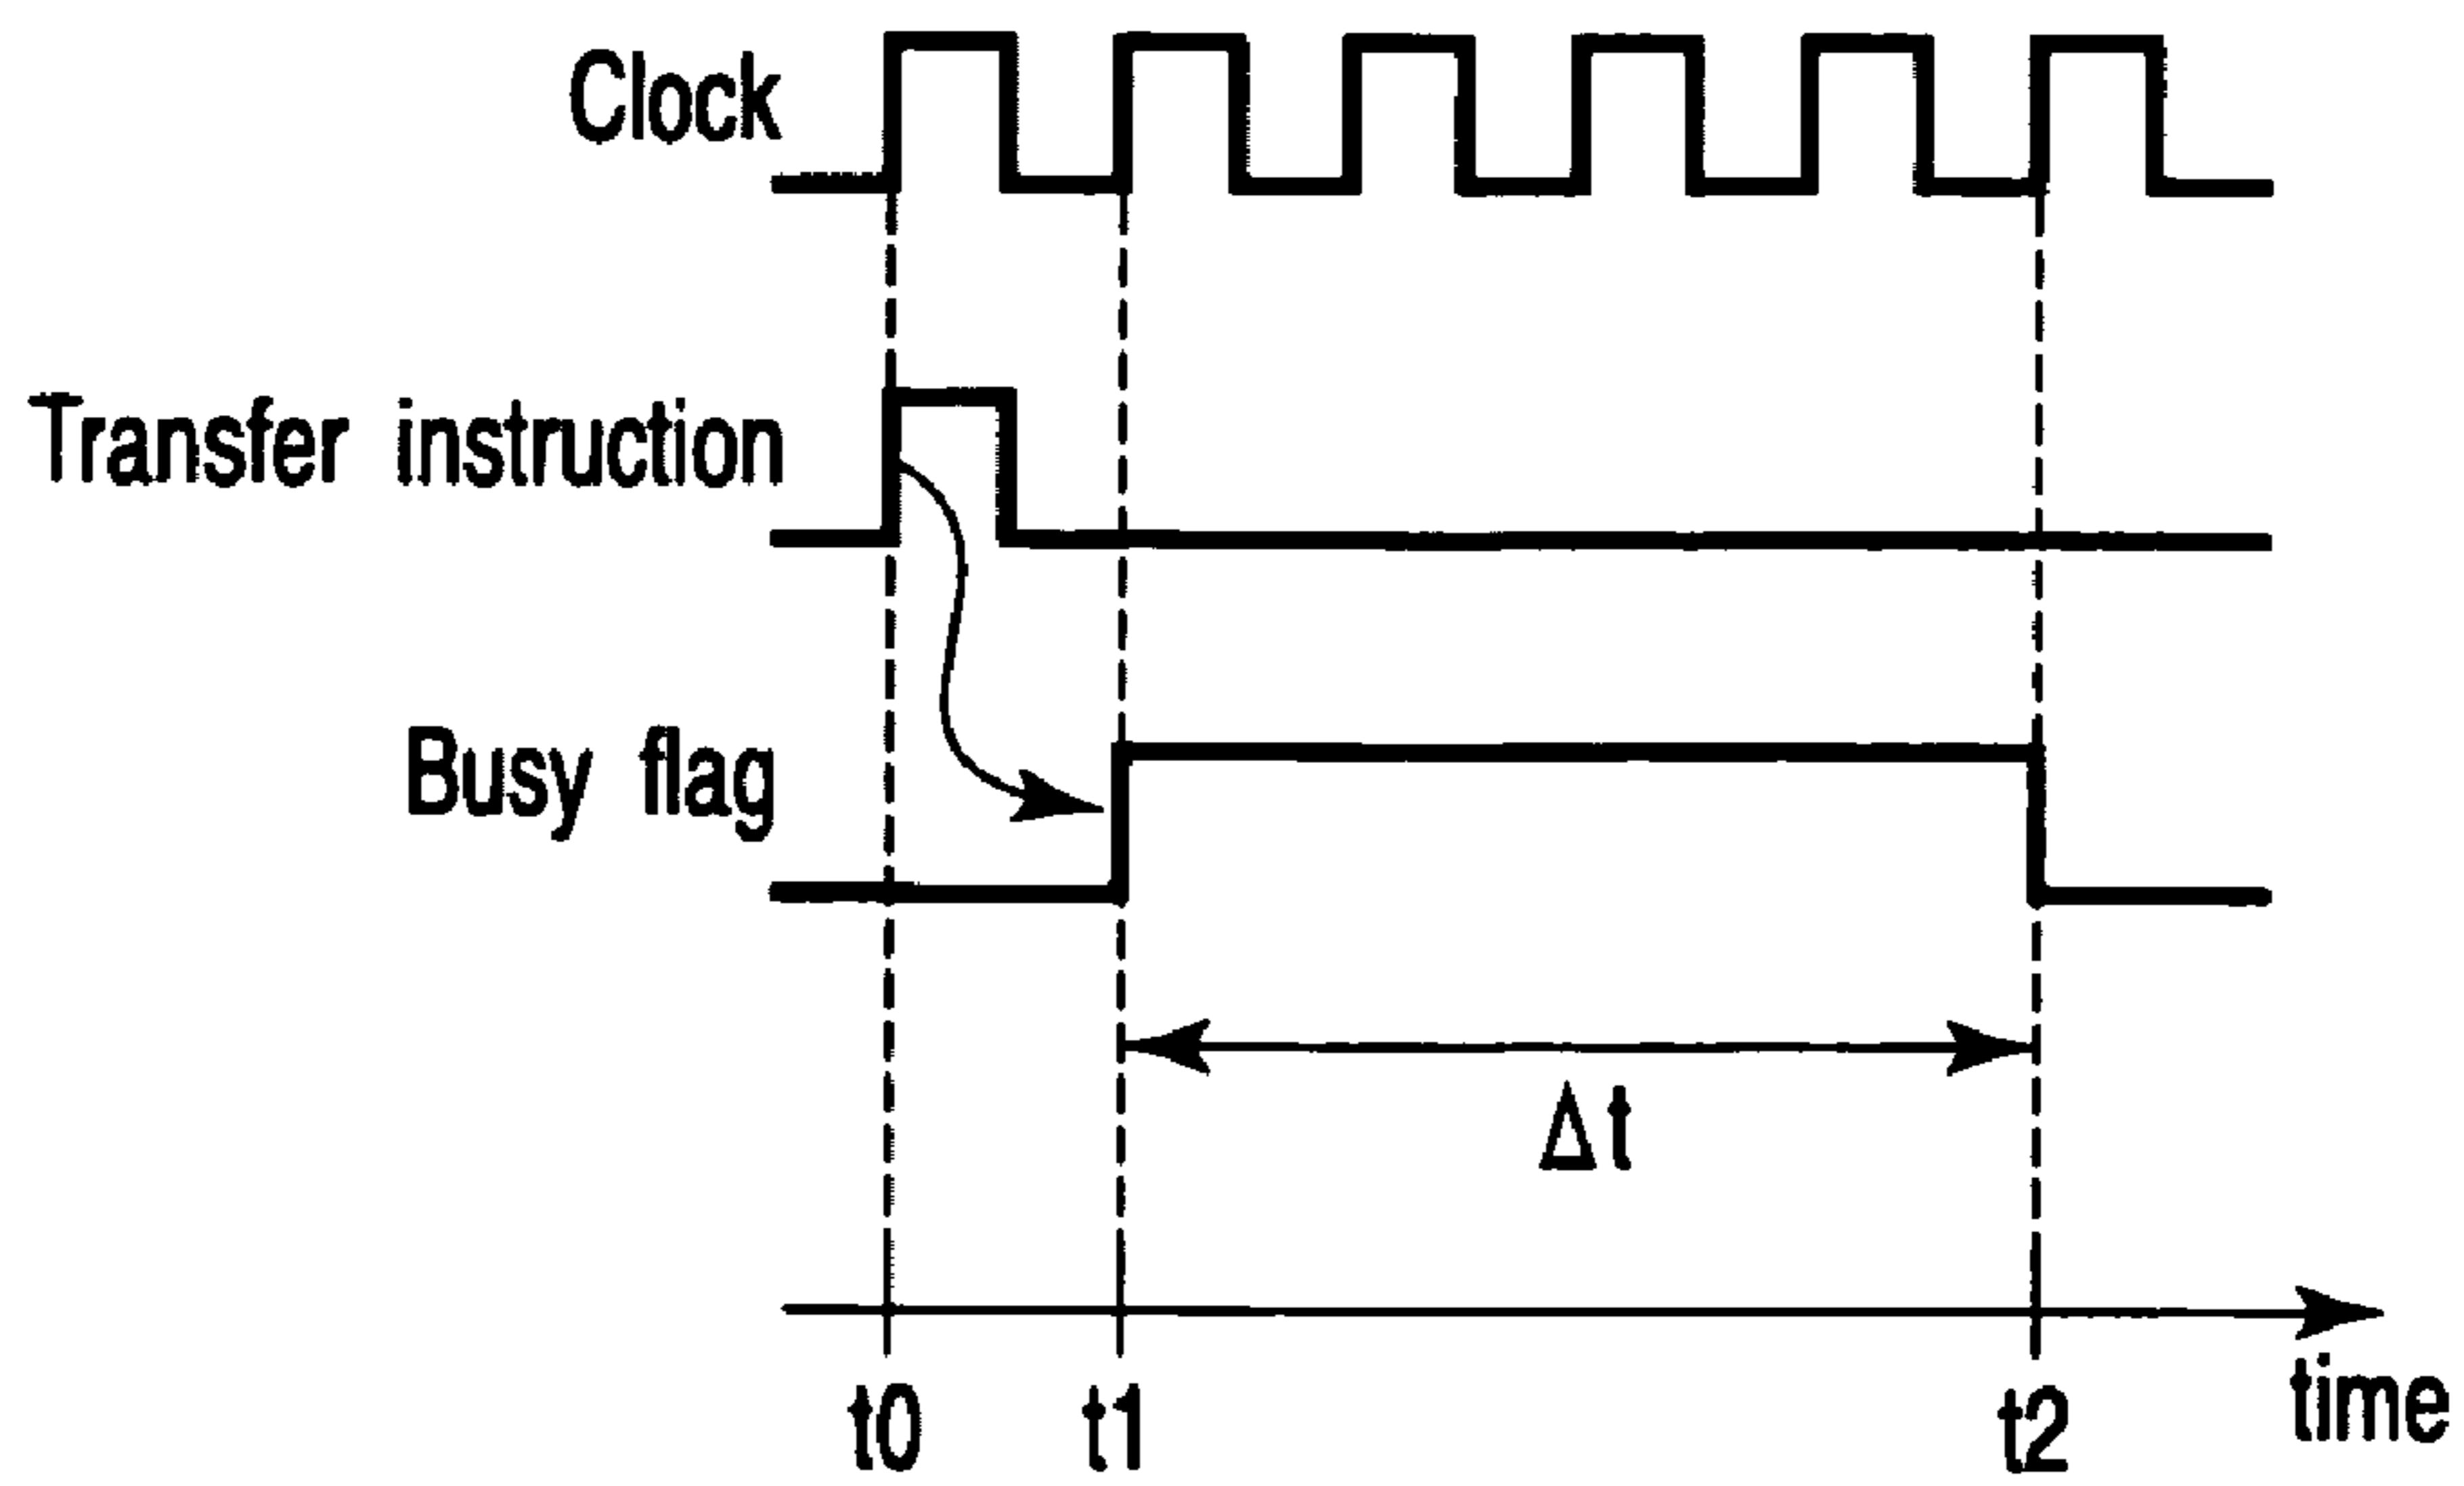 Clock
Transfer instruction
Busy flag
Δt
t0 t1 t2 time